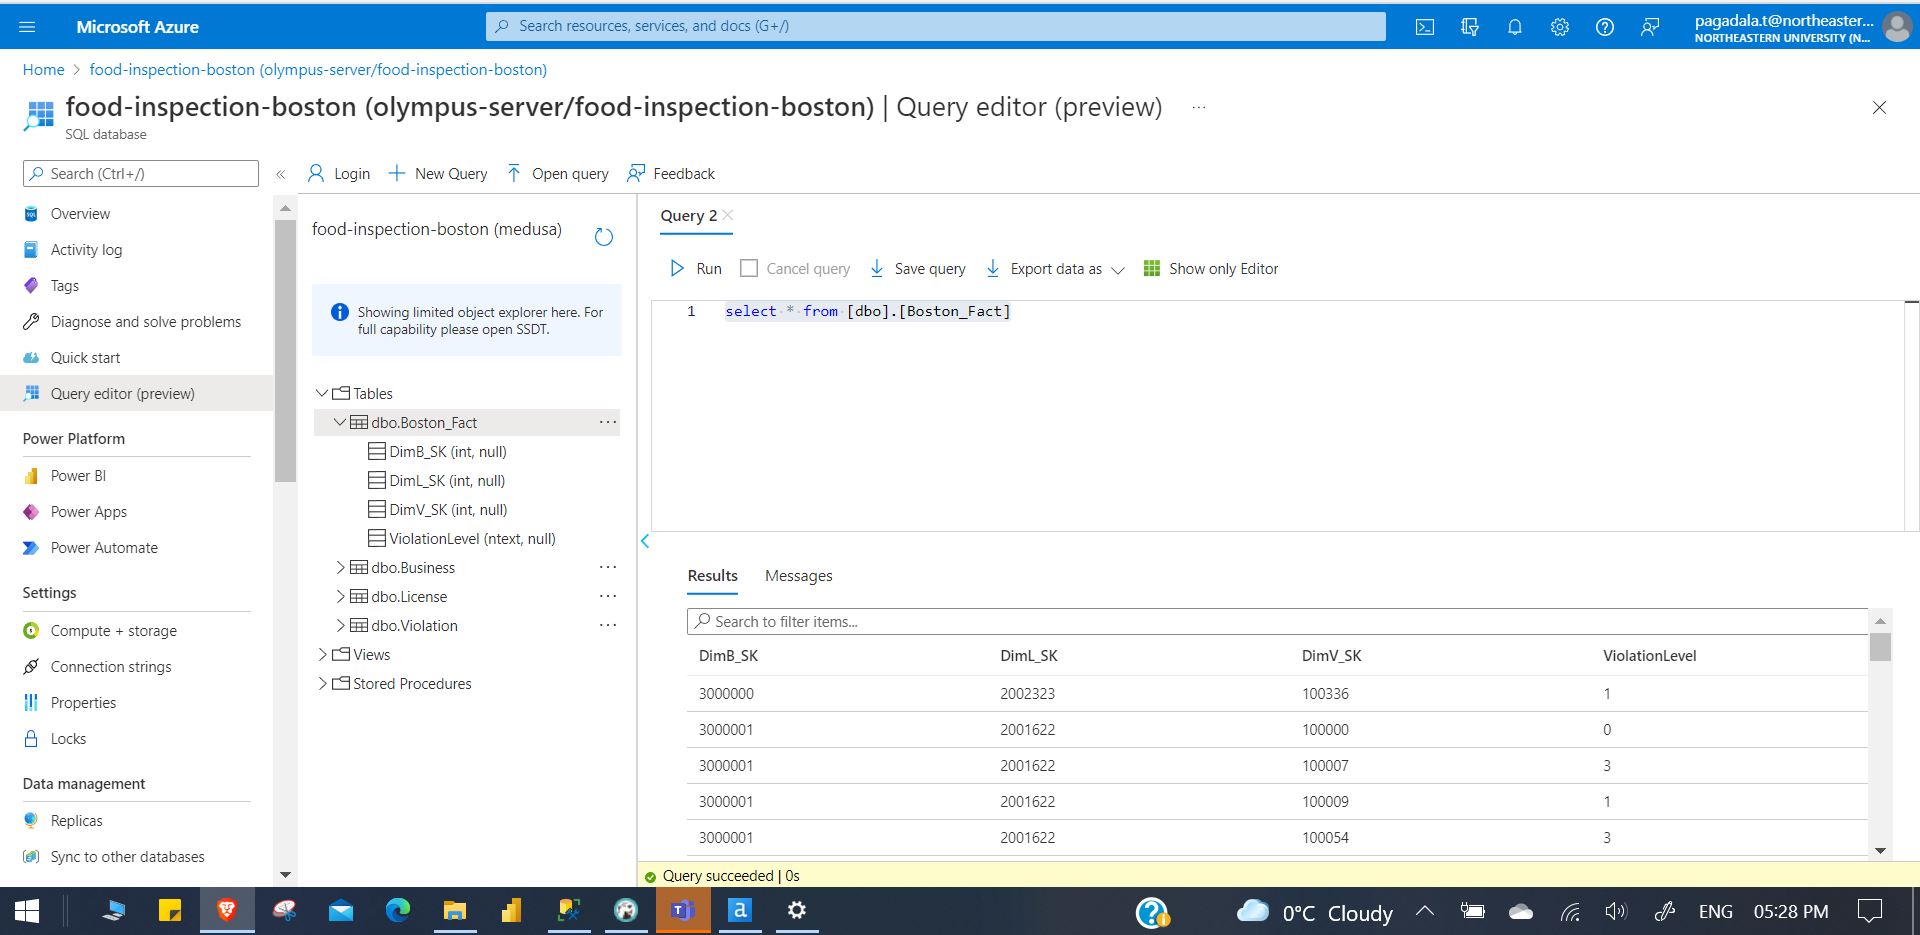 Microsoft Azure
Search resources, services, and docs (G+/)
pagadala.t@northeaster...
NORTHEASTERN UNIVERSITY (N...
Home > food-inspection-boston (olympus-server/food-inspection-boston)
food-inspection-boston (olympus-server/food-inspection-boston) | Query editor (preview) ...
SQL database
Search (Ctrl+/)
«
Overview
Activity log
Tags
Diagnose and solve problems
Quick start
Query editor (preview)
Power Platform
Power BI
Power Apps
Power Automate
Settings
Compute + storage
Connection strings
Properties
Locks
Data management
Replicas
Sync to other databases
Login New Query Open query Feedback
food-inspection-boston (medusa)
Showing limited object explorer here. For
full capability please open SSDT.
Tables
dbo.Boston_Fact ...
DimB_SK (int, null)
DimL_SK (int, null)
DimV_SK (int, null)
ViolationLevel (ntext, null)
dbo.Business ...
dbo.License ...
dbo.Violation ...
Views
Stored Procedures
Query 2
Run Cancel query Save query Export data as Show only Editor
1 select * from [dbo].[Boston_Fact]
Results Messages
Search to filter items...
DimB_SK DimL_SK DimV_SK ViolationLevel
3000000 2002323 100336 1
3000001 2001622 100000 0
3000001 2001622 100007 3
3000001 2001622 100009 1
3000001 2001622 100054 3
Query succeeded | 0s
0°C Cloudy ENG 05:28 PM